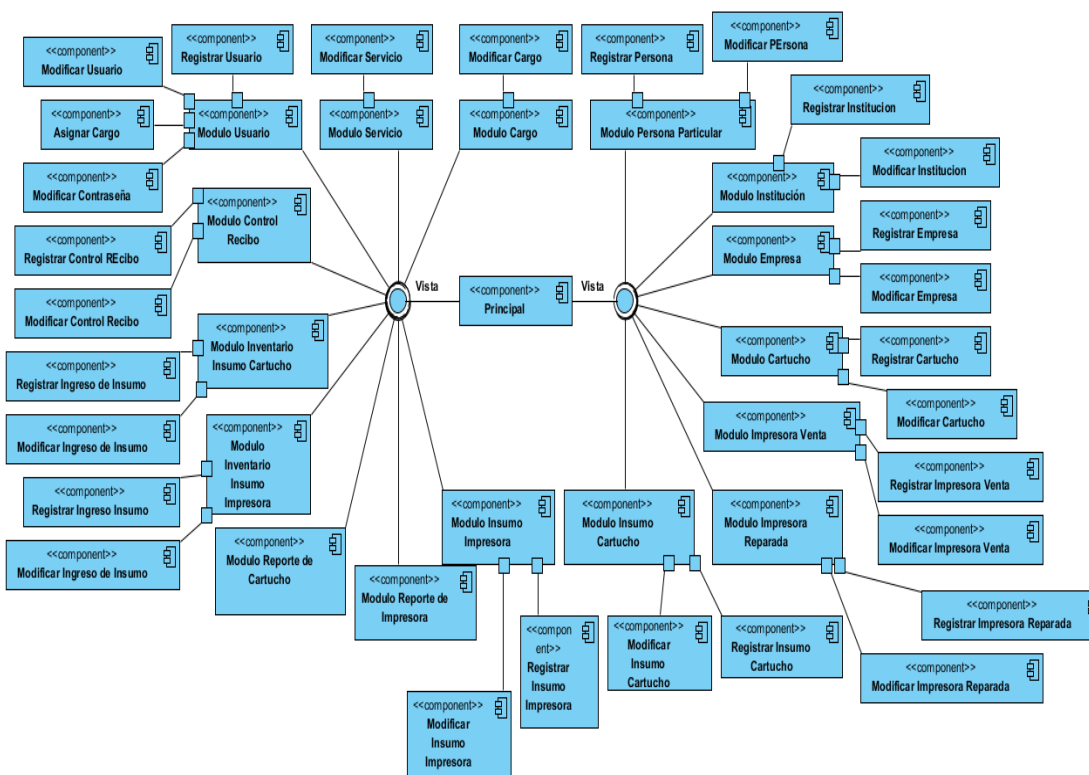 <<component>>
Modificar Usuario
<<component>>
Registrar Usuario
<<component>>
Modificar Servicio
<<component>>
Modificar Cargo
<<component>>
Registrar Persona
<<component>>
Modificar PErsona
<<component>>
Registrar Institucion
<<component>>
Asignar Cargo
<<component>>
Modulo Usuario
<<component>>
Modulo Servicio
<<component>>
Modulo Cargo
<<component>>
Modulo Persona Particular
<<component>>
Modificar Contraseña
<<component>>
Modulo Control
Recibo
<<component>>
Modulo Institución
<<component>>
Modificar Institucion
<<component>>
Registrar Control REcibo
<<component>>
Modulo Empresa
<<component>>
Registrar Empresa
<<component>>
Modificar Control Recibo
Vista
<<component>>
Principal
Vista
<<component>>
Modificar Empresa
<<component>>
Modulo Inventario
Insumo Cartucho
<<component>>
Modulo Cartucho
<<component>>
Registrar Cartucho
<<component>>
Registrar Ingreso de Insumo
<<component>>
Modificar Cartucho
<<component>>
Modificar Ingreso de Insumo
<<component>>
Modulo
Inventario
Insumo
Impresora
<<component>>
Modulo Impresora Venta
<<component>>
Registrar Ingreso Insumo
<<component>>
Registrar Impresora Venta
<<component>>
Modulo Insumo
Impresora
<<component>>
Modulo Insumo
Cartucho
<<component>>
Modulo Impresora
Reparada
<<component>>
Modificar Impresora Venta
<<component>>
Modificar Ingreso de Insumo
<<component>>
Modulo Reporte de
Cartucho
<<component>>
Modulo Reporte de
Impresora
<<component>>
Registrar Impresora Reparada
<<compon
ent>>
Registrar
Insumo
Impresora
<<component>>
Modificar
Insumo
Cartucho
<<component>>
Registrar Insumo
Cartucho
<<component>>
Modificar Impresora Reparada
<<component>>
Modificar
Insumo
Impresora